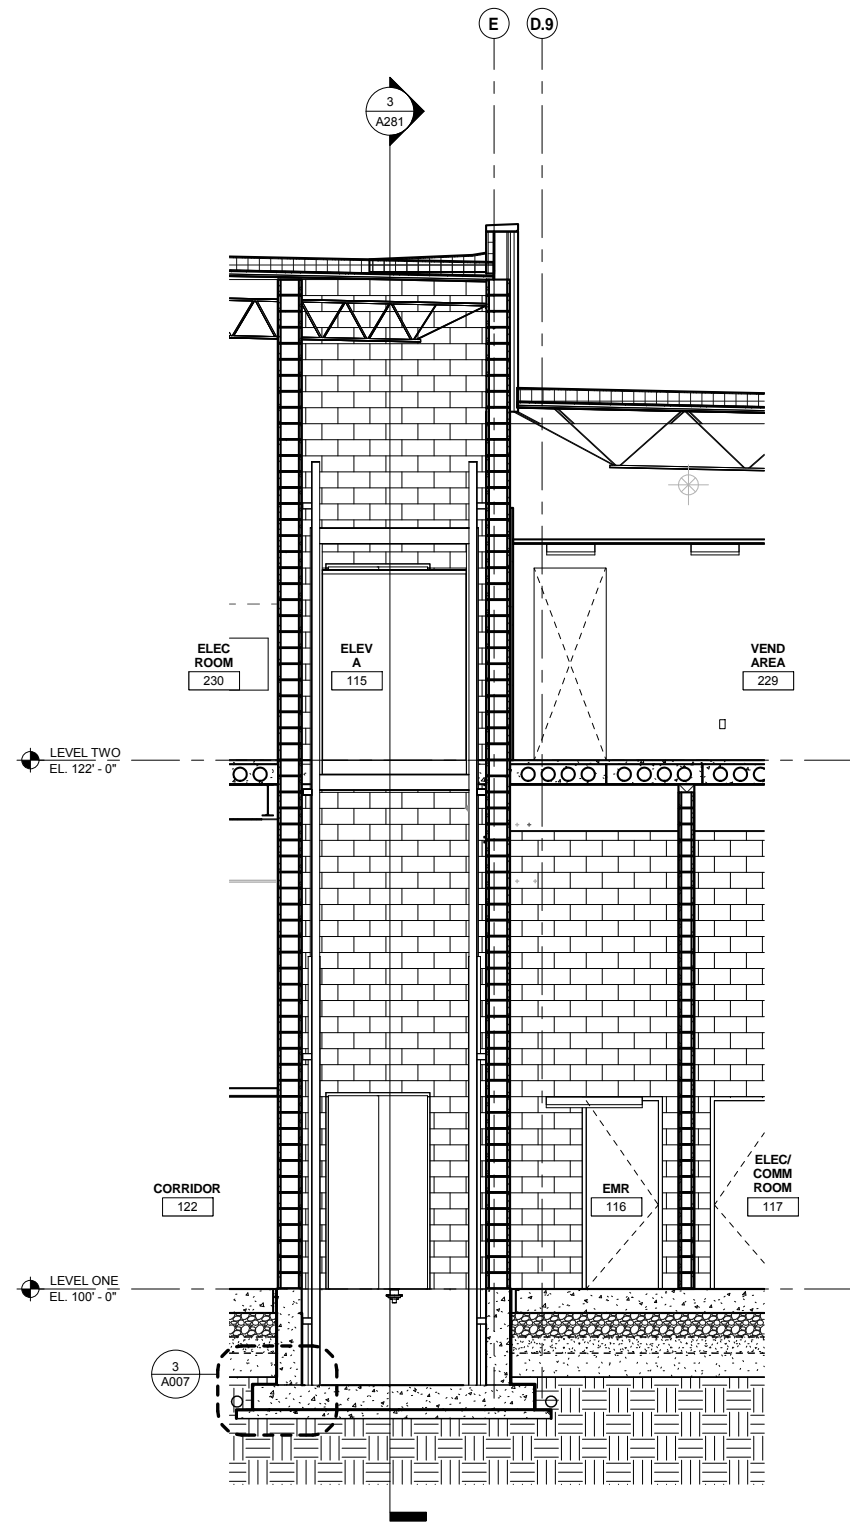 E
D.9
3
A281
ELEC
ROOM
230
ELEV
A
115
VEND
AREA
229
LEVEL TWO
EL. 122' - 0"
CORRIDOR
122
EMR
116
ELEC/
COMM
ROOM
117
LEVEL ONE
EL. 100' - 0"
3
A007